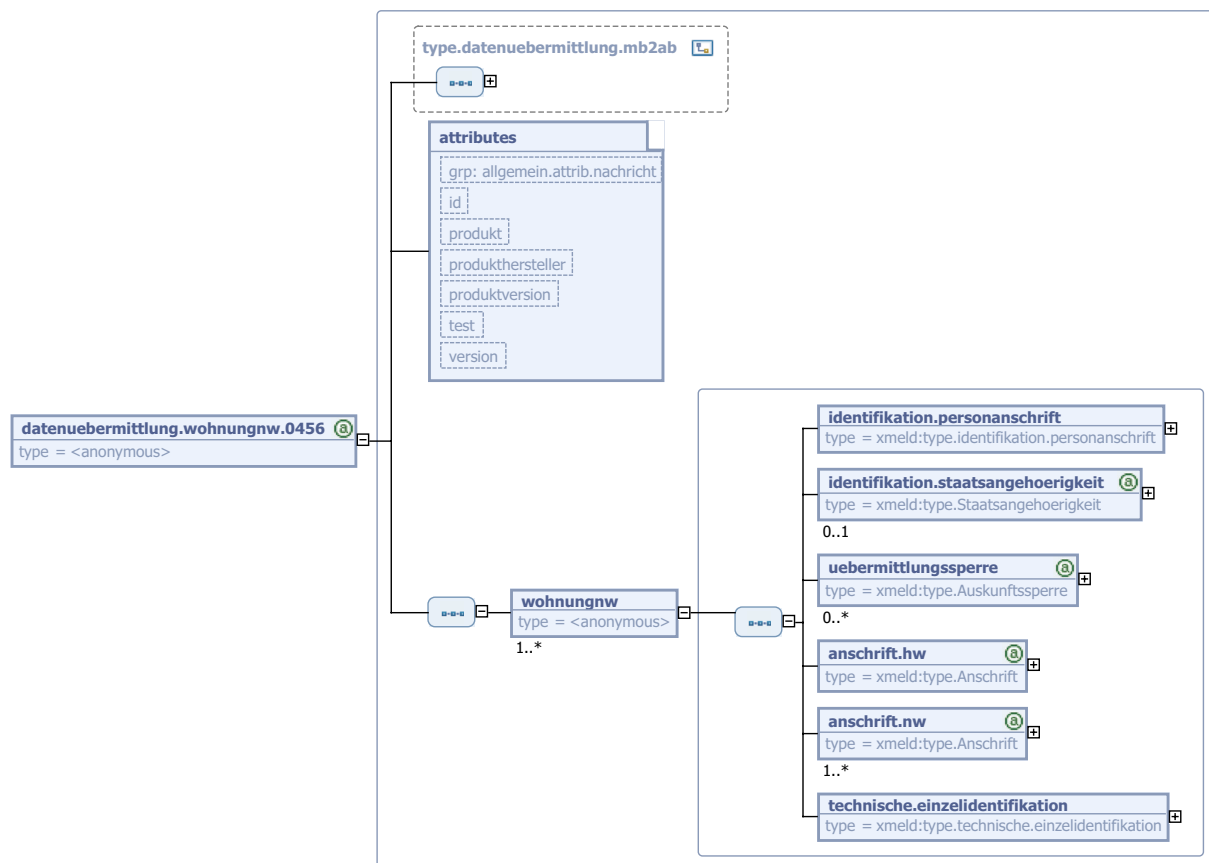 type.datenuebermittlung.mb2ab
attributes
grp: allgemein.attrib.nachricht
id
produkt
produkthersteller
produktversion
test
version
datenuebermittlung.wohnungnw.0456 a
type = <anonymous>
wohnungnw
type = <anonymous>
1..*
identifikation.personanschrift
type = xmeld:type.identifikation.personanschrift
identifikation.staatsangehoerigkeit a
type = xmeld:type.Staatsangehoerigkeit
0..1
uebermittlungssperre a
type = xmeld:type.Auskunftssperre
0..*
anschrift.hw a
type = xmeld:type.Anschrift
anschrift.nw a
type = xmeld:type.Anschrift
1..*
technische.einzelidentifikation
type = xmeld:type.technische.einzelidentifikation